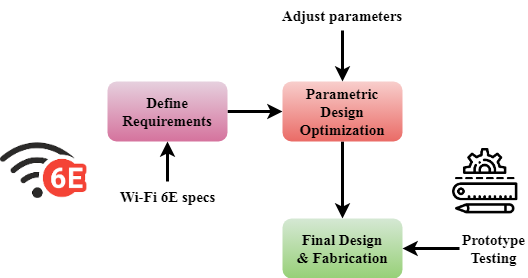 Adjust parameters
Define
Requirements
Parametric
Design
Optimization
6E
Wi-Fi 6E specs
Final Design
& Fabrication
Prototype
Testing